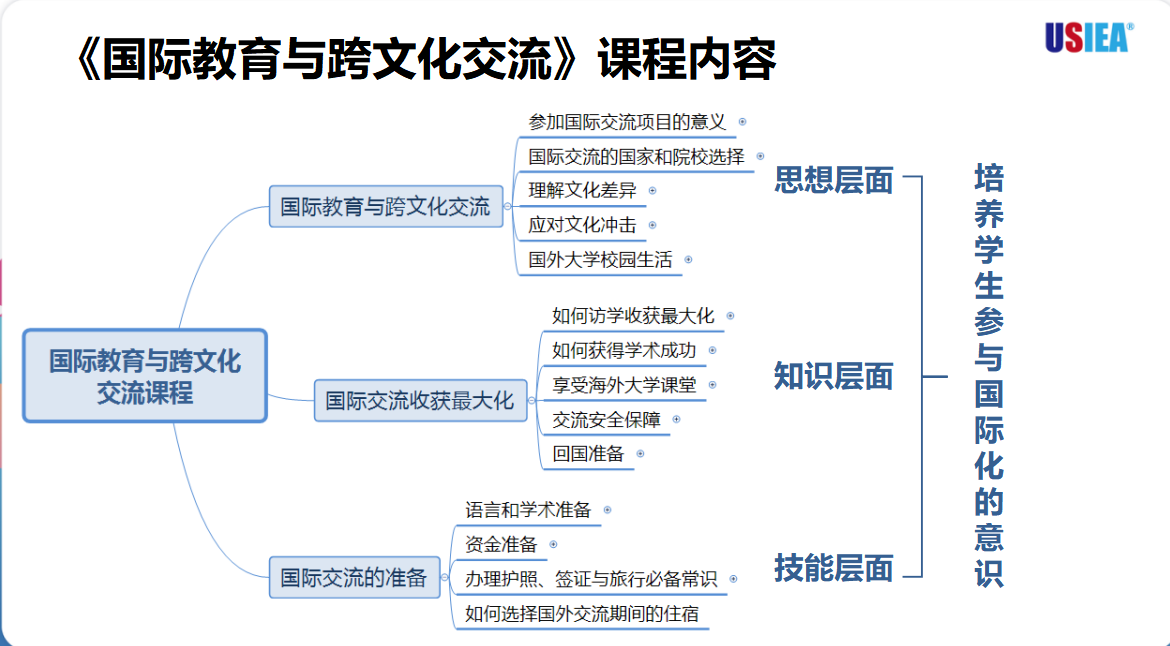 《国际教育与跨文化交流》课程内容
USIEA®
国际教育与跨文化
交流课程
国际教育与跨文化交流
参加国际交流项目的意义
国际交流的国家和院校选择
理解文化差异
应对文化冲击
国外大学校园生活
思想层面
国际交流收获最大化
如何访学收获最大化
如何获得学术成功
享受海外大学课堂
交流安全保障
回国准备
知识层面
国际交流的准备
语言和学术准备
资金准备
办理护照、签证与旅行必备常识
如何选择国外交流期间的住宿
技能层面
培养学生参与国际化的意识